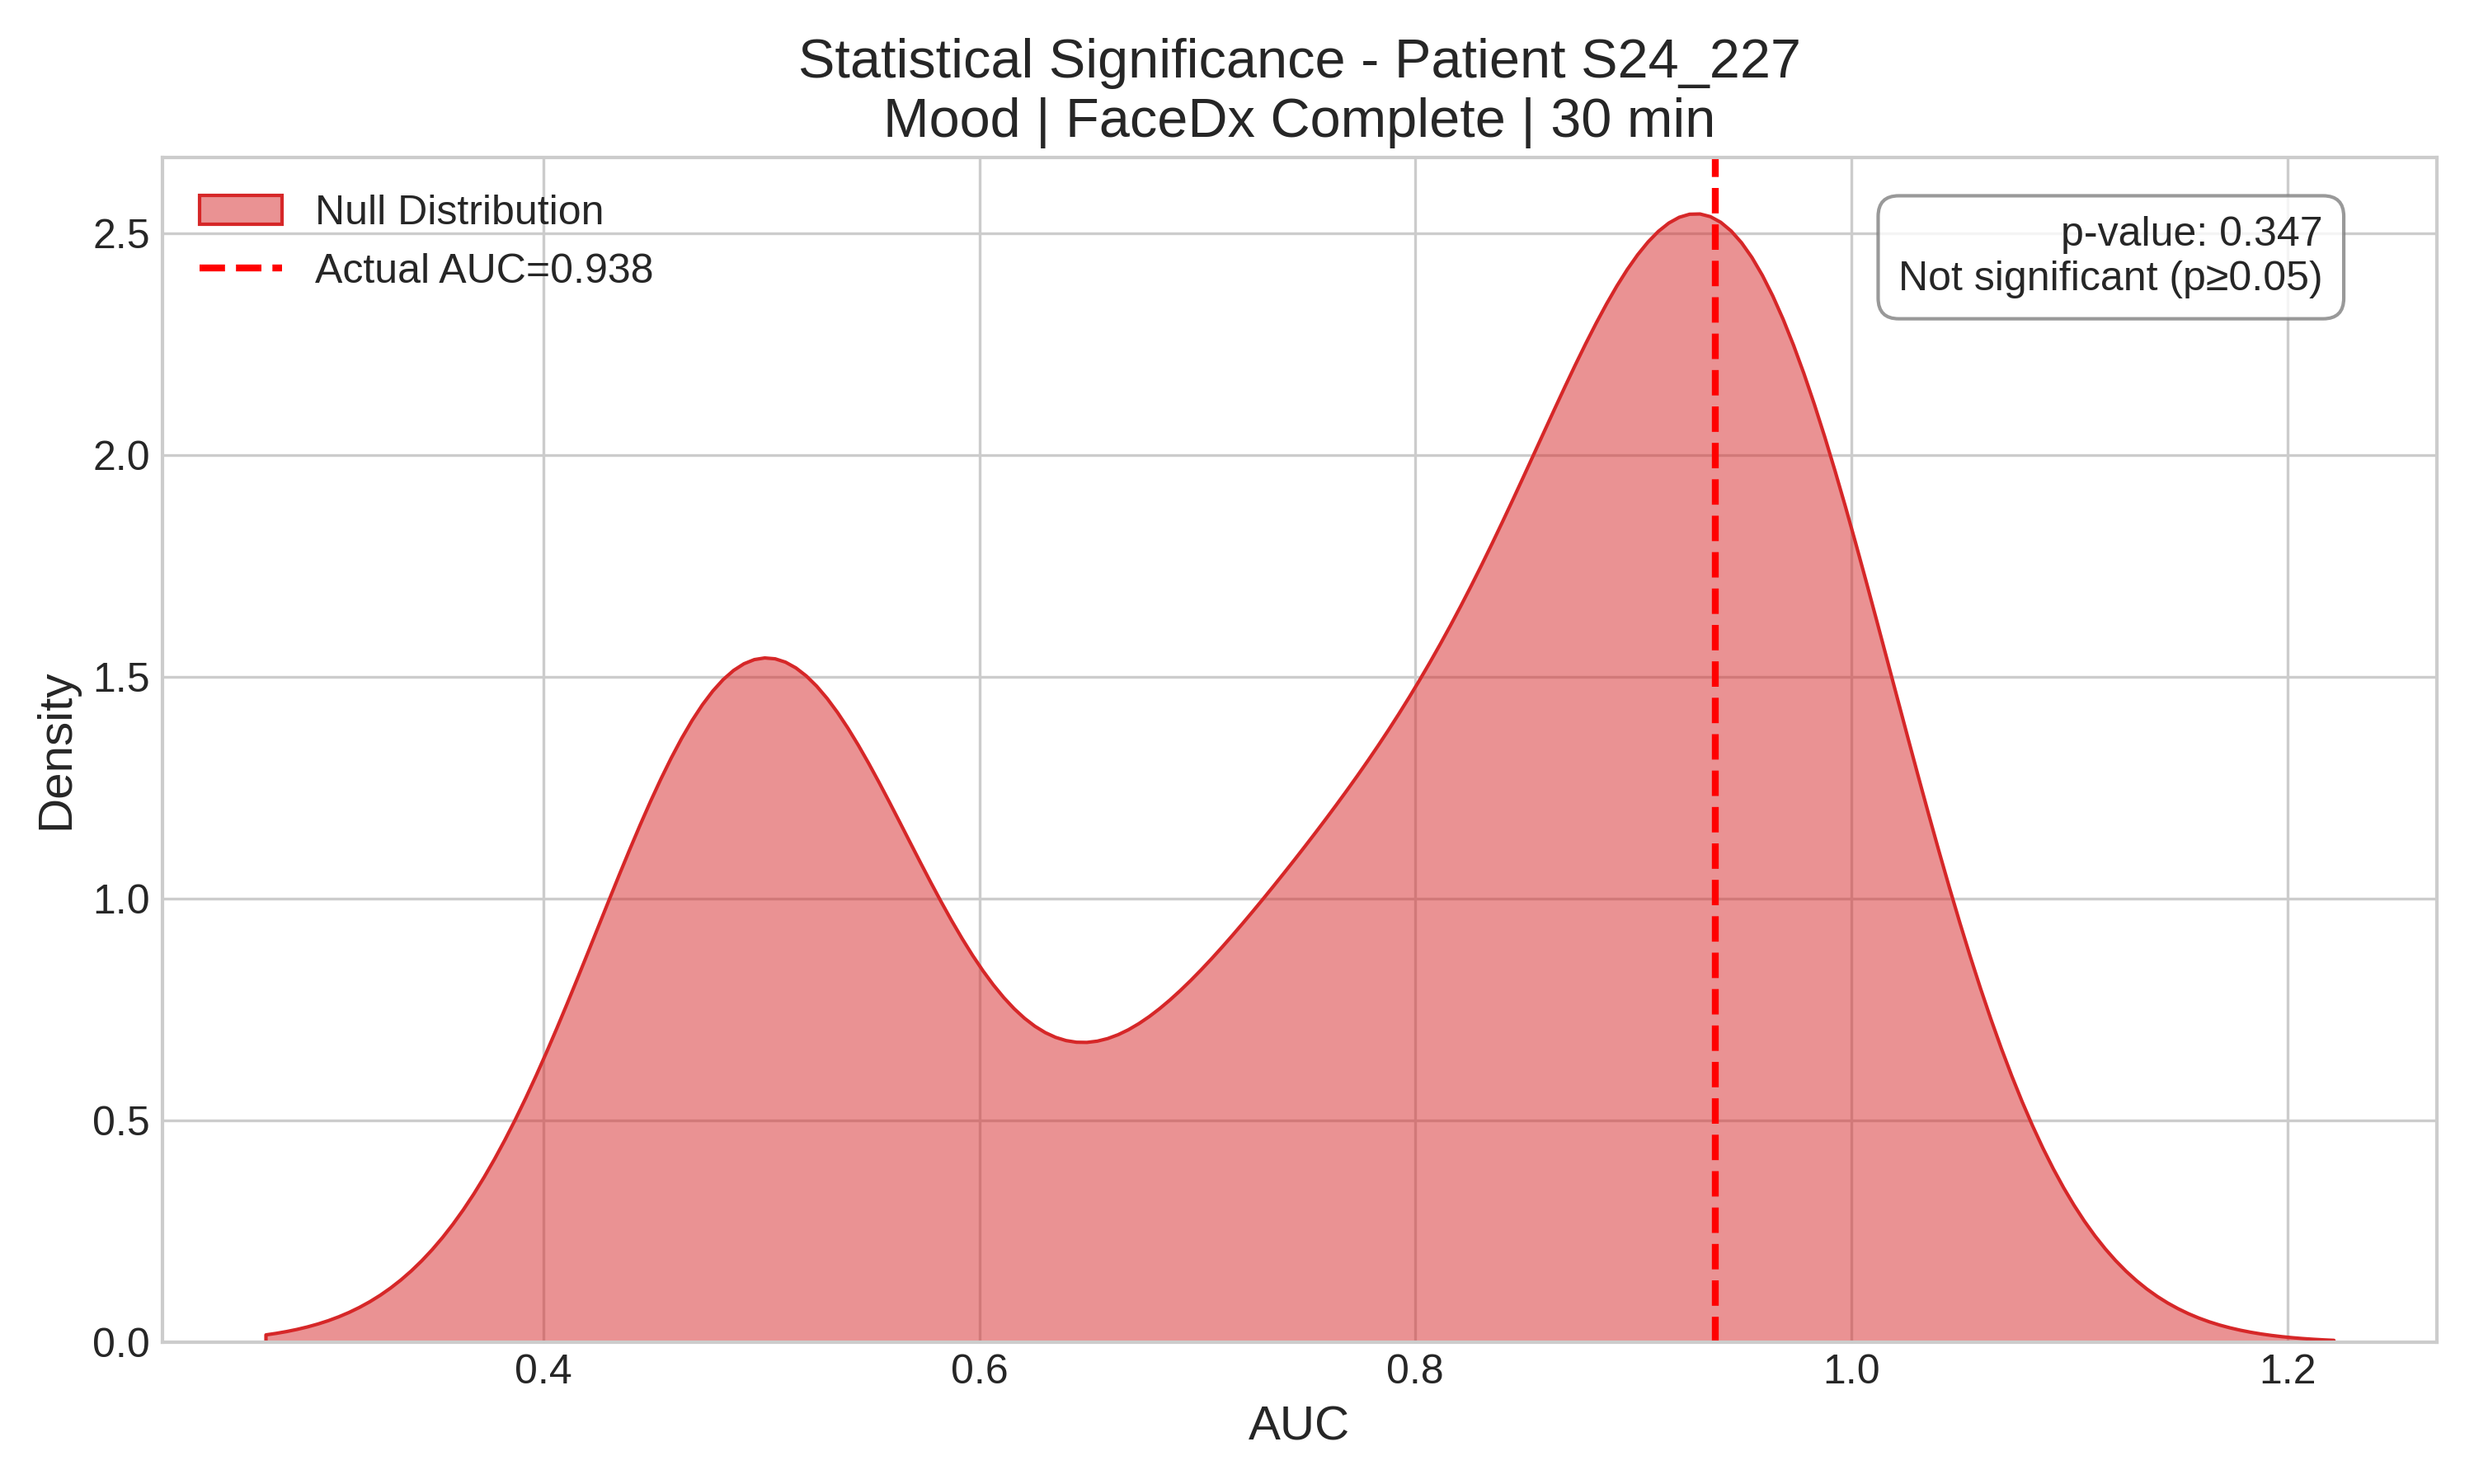 Statistical Significance - Patient S24_227
Mood | FaceDx Complete | 30 min
Null Distribution
Actual AUC=0.938
p-value: 0.347
Not significant (p≥0.05)
Density
2.5
2.0
1.5
1.0
0.5
0.0
0.4
0.6
0.8
1.0
1.2
AUC